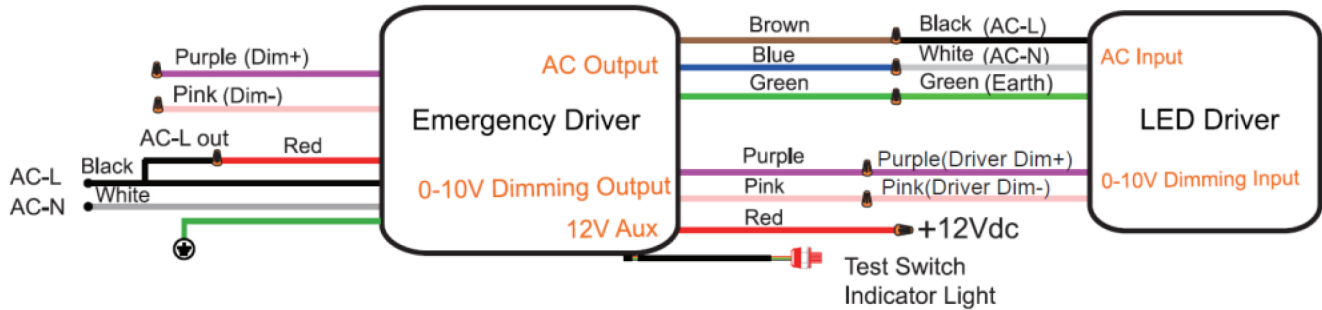 Purple (Dim+)
Pink (Dim-)
AC-L out
Red
Black
AC-L
White
AC-N
AC Output
Emergency Driver
0-10V Dimming Output
12V Aux
Brown
Blue
Green
Black (AC-L)
White (AC-N)
Green (Earth)
Purple
Pink
Red
Purple(Driver Dim+)
Pink(Driver Dim-)
+12Vdc
Test Switch
Indicator Light
AC Input
LED Driver
0-10V Dimming Input